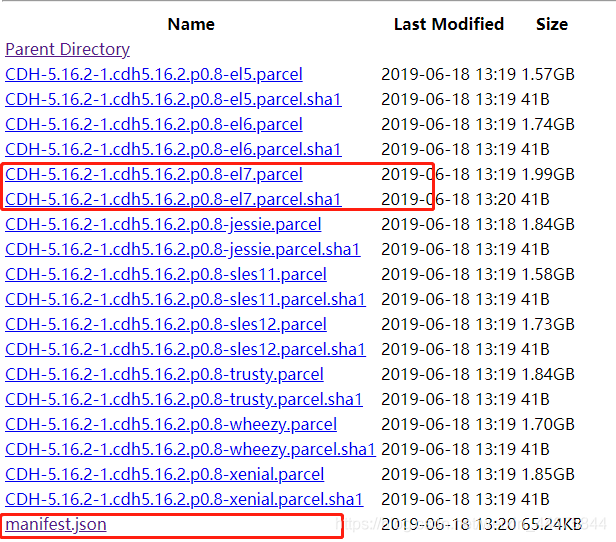 Name Last Modified Size
Parent Directory
CDH-5.16.2-1.cdh5.16.2.p0.8-el5.parcel 2019-06-18 13:19 1.57GB
CDH-5.16.2-1.cdh5.16.2.p0.8-el5.parcel.sha1 2019-06-18 13:19 41B
CDH-5.16.2-1.cdh5.16.2.p0.8-el6.parcel 2019-06-18 13:19 1.74GB
CDH-5.16.2-1.cdh5.16.2.p0.8-el6.parcel.sha1 2019-06-18 13:19 41B
CDH-5.16.2-1.cdh5.16.2.p0.8-el7.parcel 2019-06-18 13:19 1.99GB
CDH-5.16.2-1.cdh5.16.2.p0.8-el7.parcel.sha1 2019-06-18 13:20 41B
CDH-5.16.2-1.cdh5.16.2.p0.8-jessie.parcel 2019-06-18 13:18 1.84GB
CDH-5.16.2-1.cdh5.16.2.p0.8-jessie.parcel.sha1 2019-06-18 13:19 41B
CDH-5.16.2-1.cdh5.16.2.p0.8-sles11.parcel 2019-06-18 13:19 1.58GB
CDH-5.16.2-1.cdh5.16.2.p0.8-sles11.parcel.sha1 2019-06-18 13:19 41B
CDH-5.16.2-1.cdh5.16.2.p0.8-sles12.parcel 2019-06-18 13:19 1.73GB
CDH-5.16.2-1.cdh5.16.2.p0.8-sles12.parcel.sha1 2019-06-18 13:19 41B
CDH-5.16.2-1.cdh5.16.2.p0.8-trusty.parcel 2019-06-18 13:19 1.84GB
CDH-5.16.2-1.cdh5.16.2.p0.8-trusty.parcel.sha1 2019-06-18 13:19 41B
CDH-5.16.2-1.cdh5.16.2.p0.8-wheezy.parcel 2019-06-18 13:19 1.70GB
CDH-5.16.2-1.cdh5.16.2.p0.8-wheezy.parcel.sha1 2019-06-18 13:19 41B
CDH-5.16.2-1.cdh5.16.2.p0.8-xenial.parcel 2019-06-18 13:19 1.85GB
CDH-5.16.2-1.cdh5.16.2.p0.8-xenial.parcel.sha1 2019-06-18 13:19 41B
manifest.json 2019-06-18 13:20 65.24KB